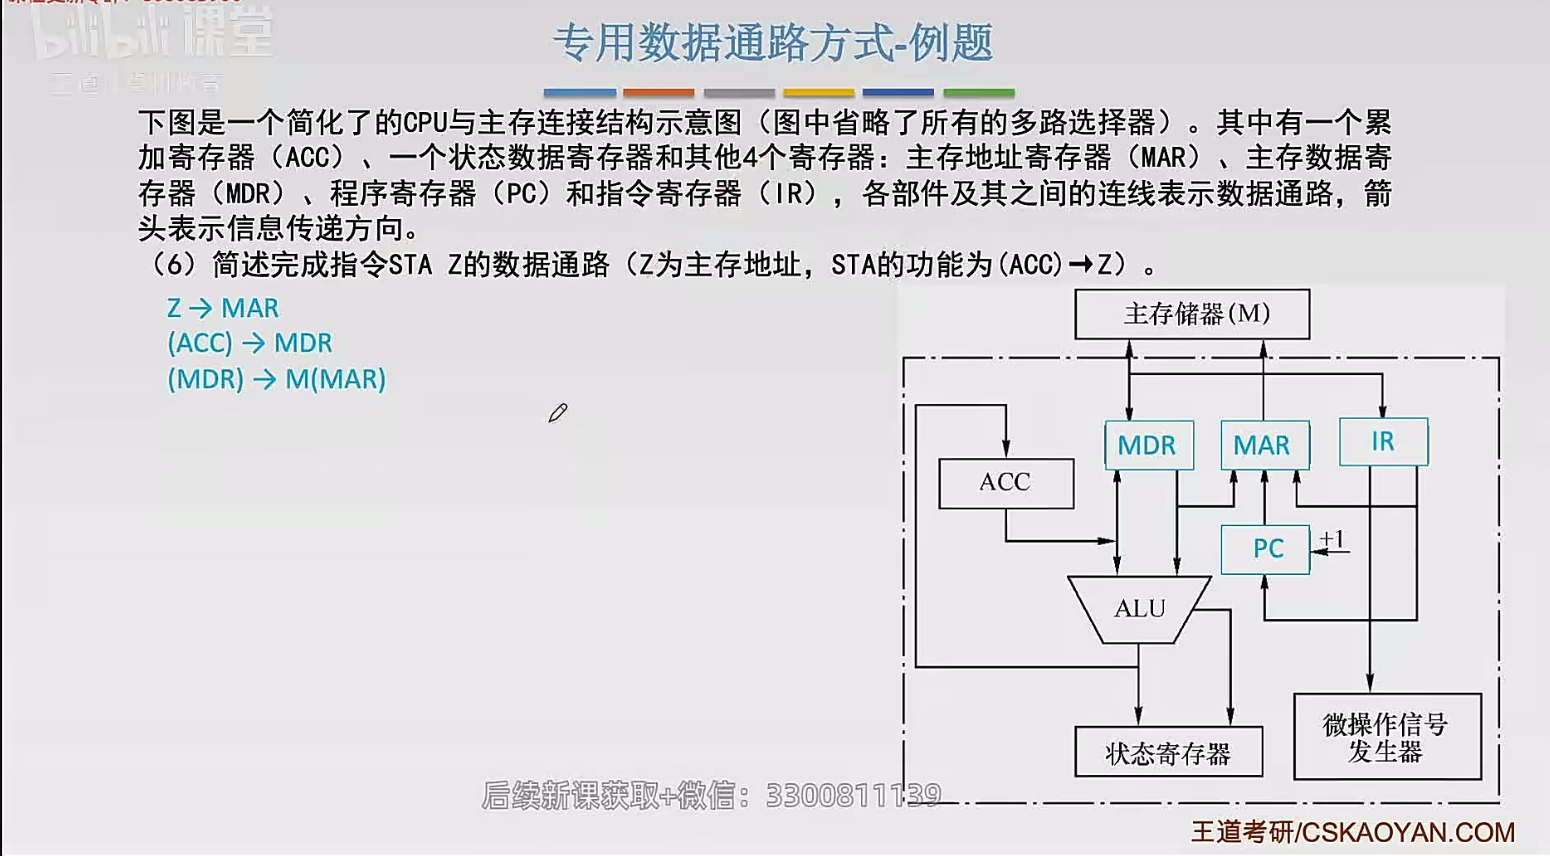 bilibili课堂
专用数据通路方式-例题
下图是一个简化了的CPU与主存连接结构示意图（图中省略了所有的多路选择器）。其中有一个累
加寄存器（ACC）、一个状态数据寄存器和其他4个寄存器：主存地址寄存器（MAR）、主存数据寄
存器（MDR）、程序寄存器（PC）和指令寄存器（IR），各部件及其之间的连线表示数据通路，箭
头表示信息传递方向。
（6）简述完成指令STA Z的数据通路（Z为主存地址，STA的功能为(ACC)→Z）。
Z → MAR
(ACC) → MDR
(MDR) → M(MAR)
主存储器(M)
MDR
MAR
IR
ACC
PC
+1
ALU
微操作信号
发生器
状态寄存器
后续新课获取+微信：3300811139
王道考研/CSKAOYAN.COM